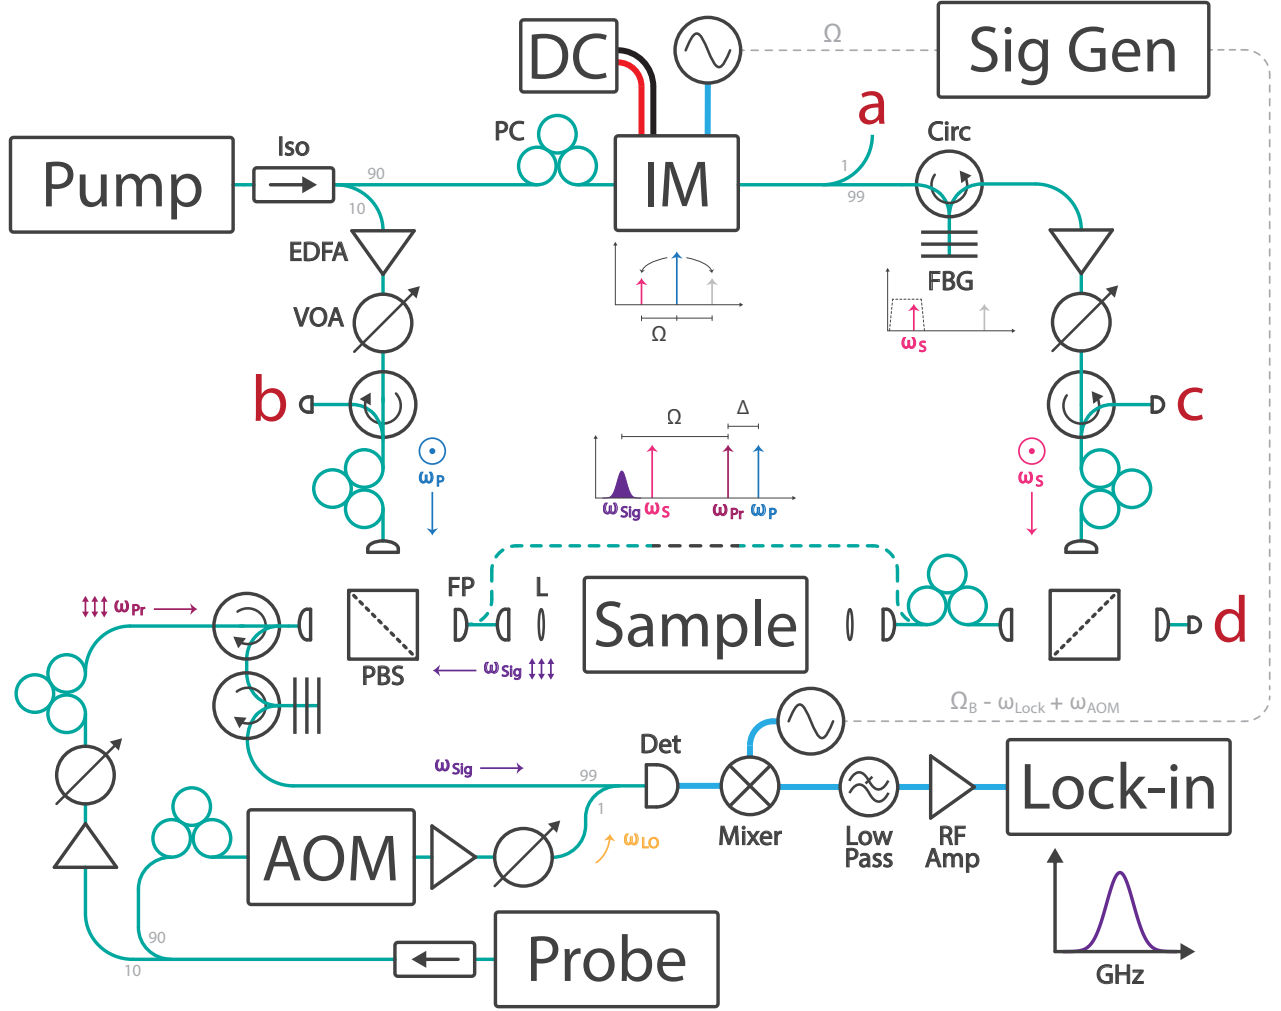 DC
Ω
Sig Gen
a
PC
Circ
Iso
Pump
90
10
IM
1
99
EDFA
FBG
VOA
Ω
ωS
b
c
Ω
Δ
ωP
ωS
ωSig ωS ωPr ωP
FP
L
ωPr
Sample
d
PBS
ωSig
ΩB - ωLock + ωAOM
Det
ωSig
99
1
Mixer
Low
Pass
RF
Amp
Lock-in
ωLO
AOM
GHz
90
10
Probe